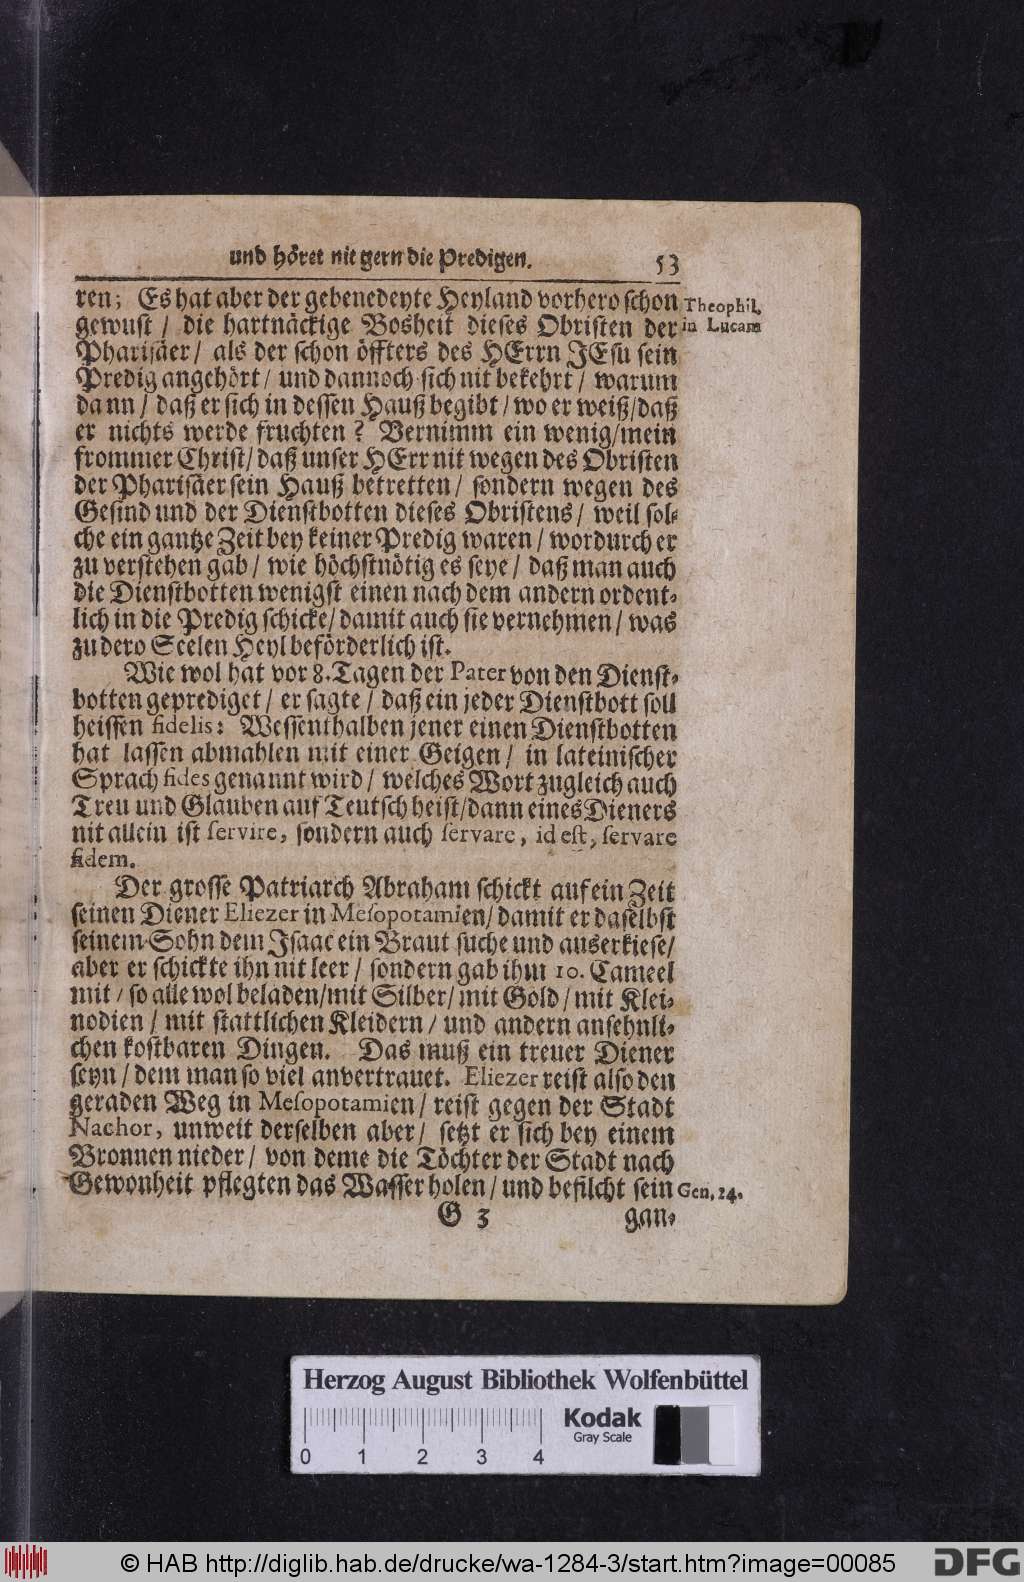 und höret nit gern die Predigen. 53
ren; Es hat aber der gebenedeyte Heyland vorhero schon
gewust / die hartnäckige Bosheit dieses Obristen der
Pharisäer / als der schon öffters des HErrn JEsu sein
Predig angehört / und dannoch sich nit bekehrt / warum
dann / daß er sich in dessen Hauß begibt / wo er weiß / daß
er nichts werde fruchten? Vernimm ein wenig / mein
frommer Christ / daß unser HErr nit wegen des Obristen
der Pharisäer sein Hauß betretten / sondern wegen des
Gesind und der Dienstbotten dieses Obristens / weil sol-
che ein gantze Zeit bey keiner Predig waren / wordurch er
zu verstehen gab / wie höchstnötig es seye / daß man auch
die Dienstbotten wenigst einen nach dem andern ordent-
lich in die Predig schicke / damit auch sie vernehmen / was
zu dero Seelen Heyl beförderlich ist.
Theophil.
in Lucam
Wie wol hat vor 8. Tagen der Pater von den Dienst-
botten geprediget / er sagte / daß ein jeder Dienstbott soll
heissen fidelis: Wessenthalben jener einen Dienstbotten
hat lassen abmahlen mit einer Geigen / in lateinischer
Sprach fides genannt wird / welches Wort zugleich auch
Treu und Glauben auf Teutsch heist / dann eines Dieners
nit allein ist servire, sondern auch servare, id est, servare
fidem.
Der grosse Patriarch Abraham schickt auf ein Zeit
seinen Diener Eliezer in Mesopotamien / damit er daselbst
seinem Sohn dem Isaac ein Braut suche und auserkiese /
aber er schickte ihn nit leer / sondern gab ihm 10. Cameel
mit / so alle wol beladen / mit Silber / mit Gold / mit Klei-
nodien / mit stattlichen Kleidern / und andern ansehnli-
chen kostbaren Dingen. Das muß ein treuer Diener
seyn / dem man so viel anvertrauet. Eliezer reist also den
geraden Weg in Mesopotamien / reist gegen der Stadt
Nachor, unweit derselben aber / setzt er sich bey einem
Bronnen nieder / von deme die Töchter der Stadt nach
Gewonheit pflegten das Wasser holen / und befilcht sein
Gen. 24.
G 3 gan-
Herzog August Bibliothek Wolfenbüttel
0 1 2 3 4
Kodak
Gray Scale
© HAB http://diglib.hab.de/drucke/wa-1284-3/start.htm?image=00085
DFG